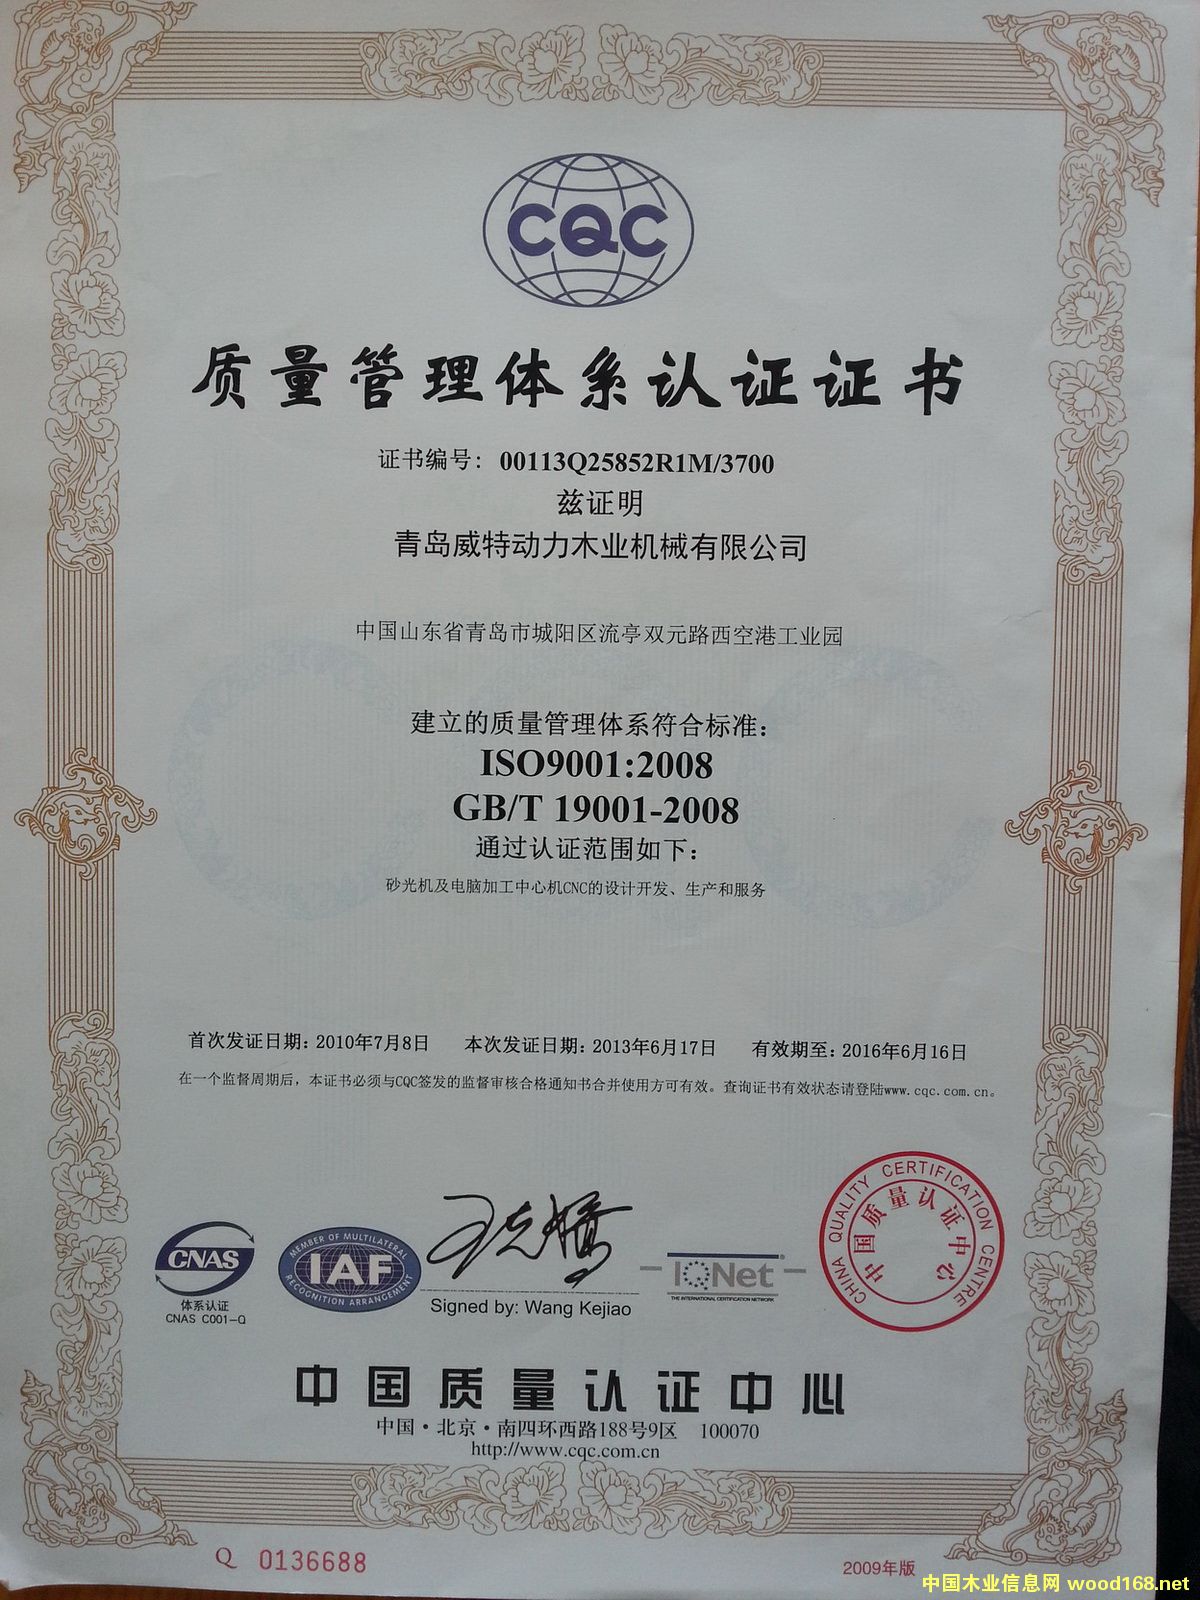 CQC
质量管理体系认证证书
证书编号: 00113Q25852R1M/3700
兹证明
青岛威特动力木业机械有限公司
中国山东省青岛市城阳区流亭双元路西空港工业园
建立的质量管理体系符合标准:
ISO9001:2008
GB/T 19001-2008
通过认证范围如下:
砂光机及电脑加工中心机CNC的设计开发、生产和服务
首次发证日期: 2010年7月8日 本次发证日期: 2013年6月17日 有效期至: 2016年6月16日
在一个监督周期后，本证书必须与CQC签发的监督审核合格通知书合并使用方可有效。查询证书有效状态请登陆www.cqc.com.cn。
CNAS
体系认证
CNAS C001-Q
MEMBER OF MULTILATERAL
IAF
RECOGNITION ARRANGEMENT
王克娇
Signed by: Wang Kejiao
IQNet
THE INTERNATIONAL CERTIFICATION NETWORK
CHINA QUALITY CERTIFICATION CENTRE
中国质量认证中心
中国质量认证中心
中国·北京·南四环西路188号9区 100070
http://www.cqc.com.cn
Q 0136688
2009年版
中国木业信息网 wood168.net